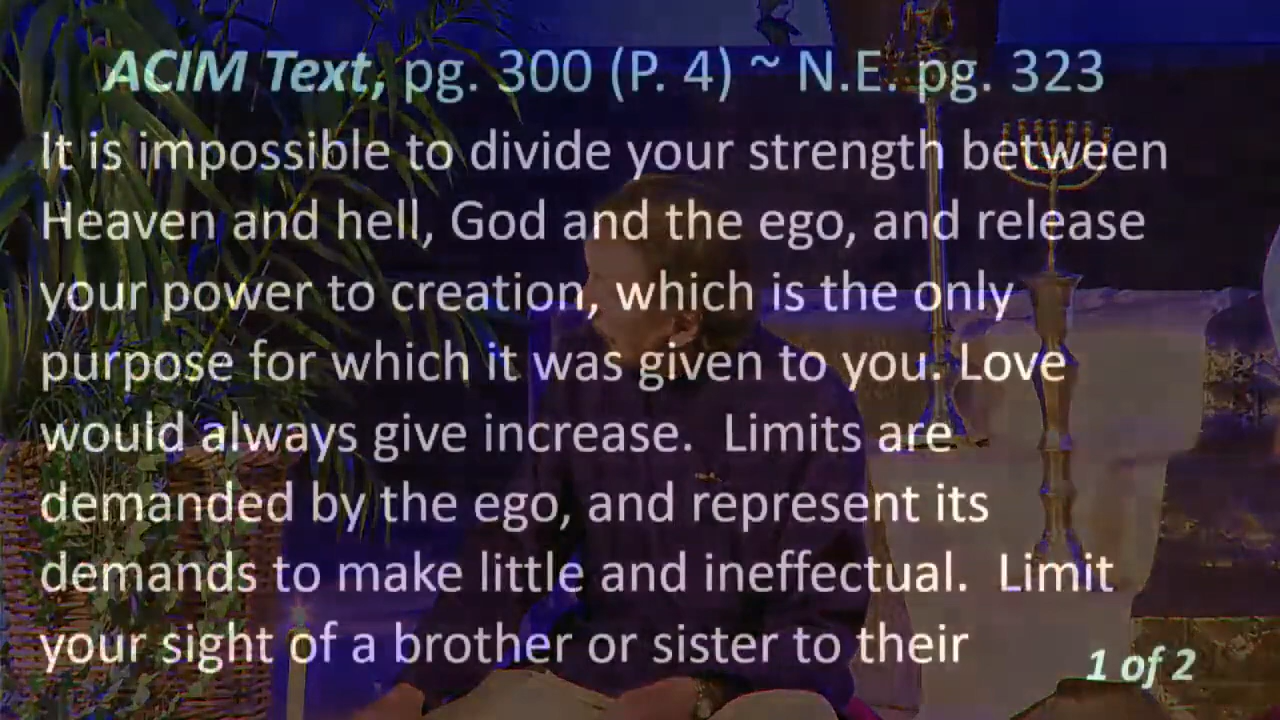 ACIM Text, pg. 300 (P. 4) ~ N.E. pg. 323
It is impossible to divide your strength between
Heaven and hell, God and the ego, and release
your power to creation, which is the only
purpose for which it was given to you. Love
would always give increase.  Limits are
demanded by the ego, and represent its
demands to make little and ineffectual.  Limit
your sight of a brother or sister to their
1 of 2